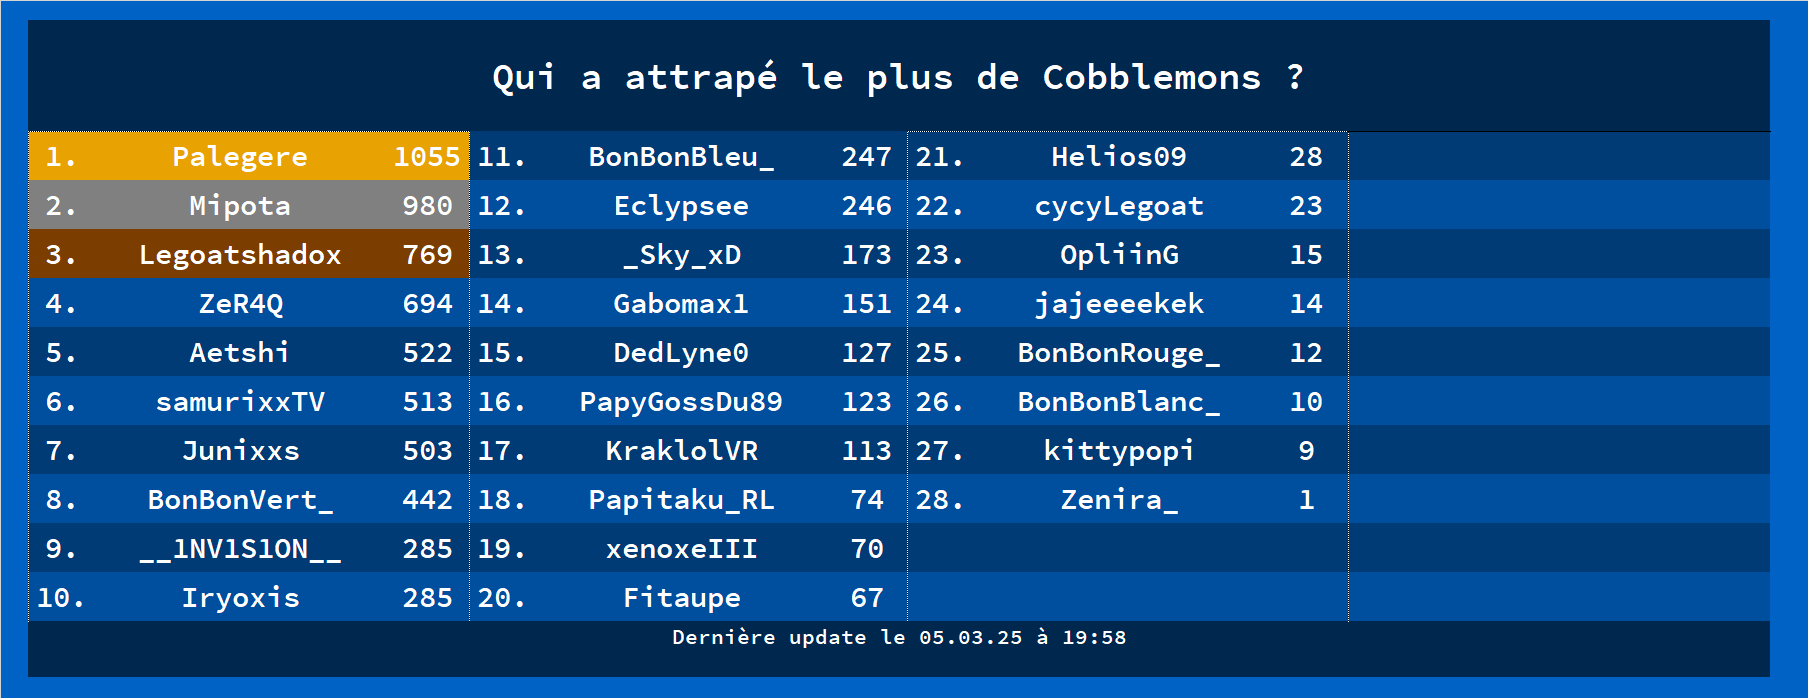 Qui a attrapé le plus de Cobblemons ?
1. Palegere 1055 11. BonBonBleu_ 247 21. Helios09 28
2. Mipota 980 12. Eclypsee 246 22. cycyLegoat 23
3. Legoatshadox 769 13. _Sky_xD 173 23. OpliinG 15
4. ZeR4Q 694 14. Gabomax1 151 24. jajeeeekek 14
5. Aetshi 522 15. DedLyne0 127 25. BonBonRouge_ 12
6. samurixxTV 513 16. PapyGossDu89 123 26. BonBonBlanc_ 10
7. Junixxs 503 17. KraklolVR 113 27. kittypopi 9
8. BonBonVert_ 442 18. Papitaku_RL 74 28. Zenira_ 1
9. __1NV1S1ON__ 285 19. xenoxeIII 70
10. Iryoxis 285 20. Fitaupe 67
Dernière update le 05.03.25 à 19:58